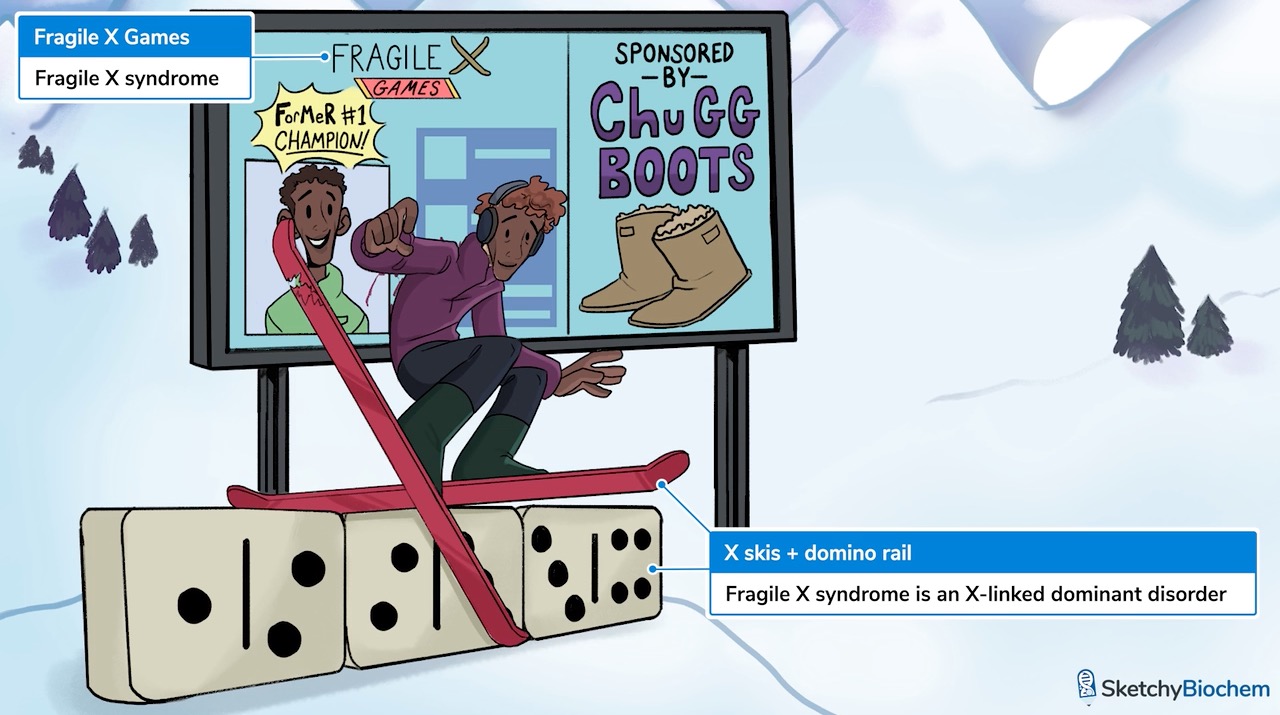 Fragile X Games
Fragile X syndrome
FRAGILE X
GAMES
ForMeR #1
CHAMPION!
SPONSORED
-BY-
ChuGG
BOOTS
X skis + domino rail
Fragile X syndrome is an X-linked dominant disorder
SketchyBiochem